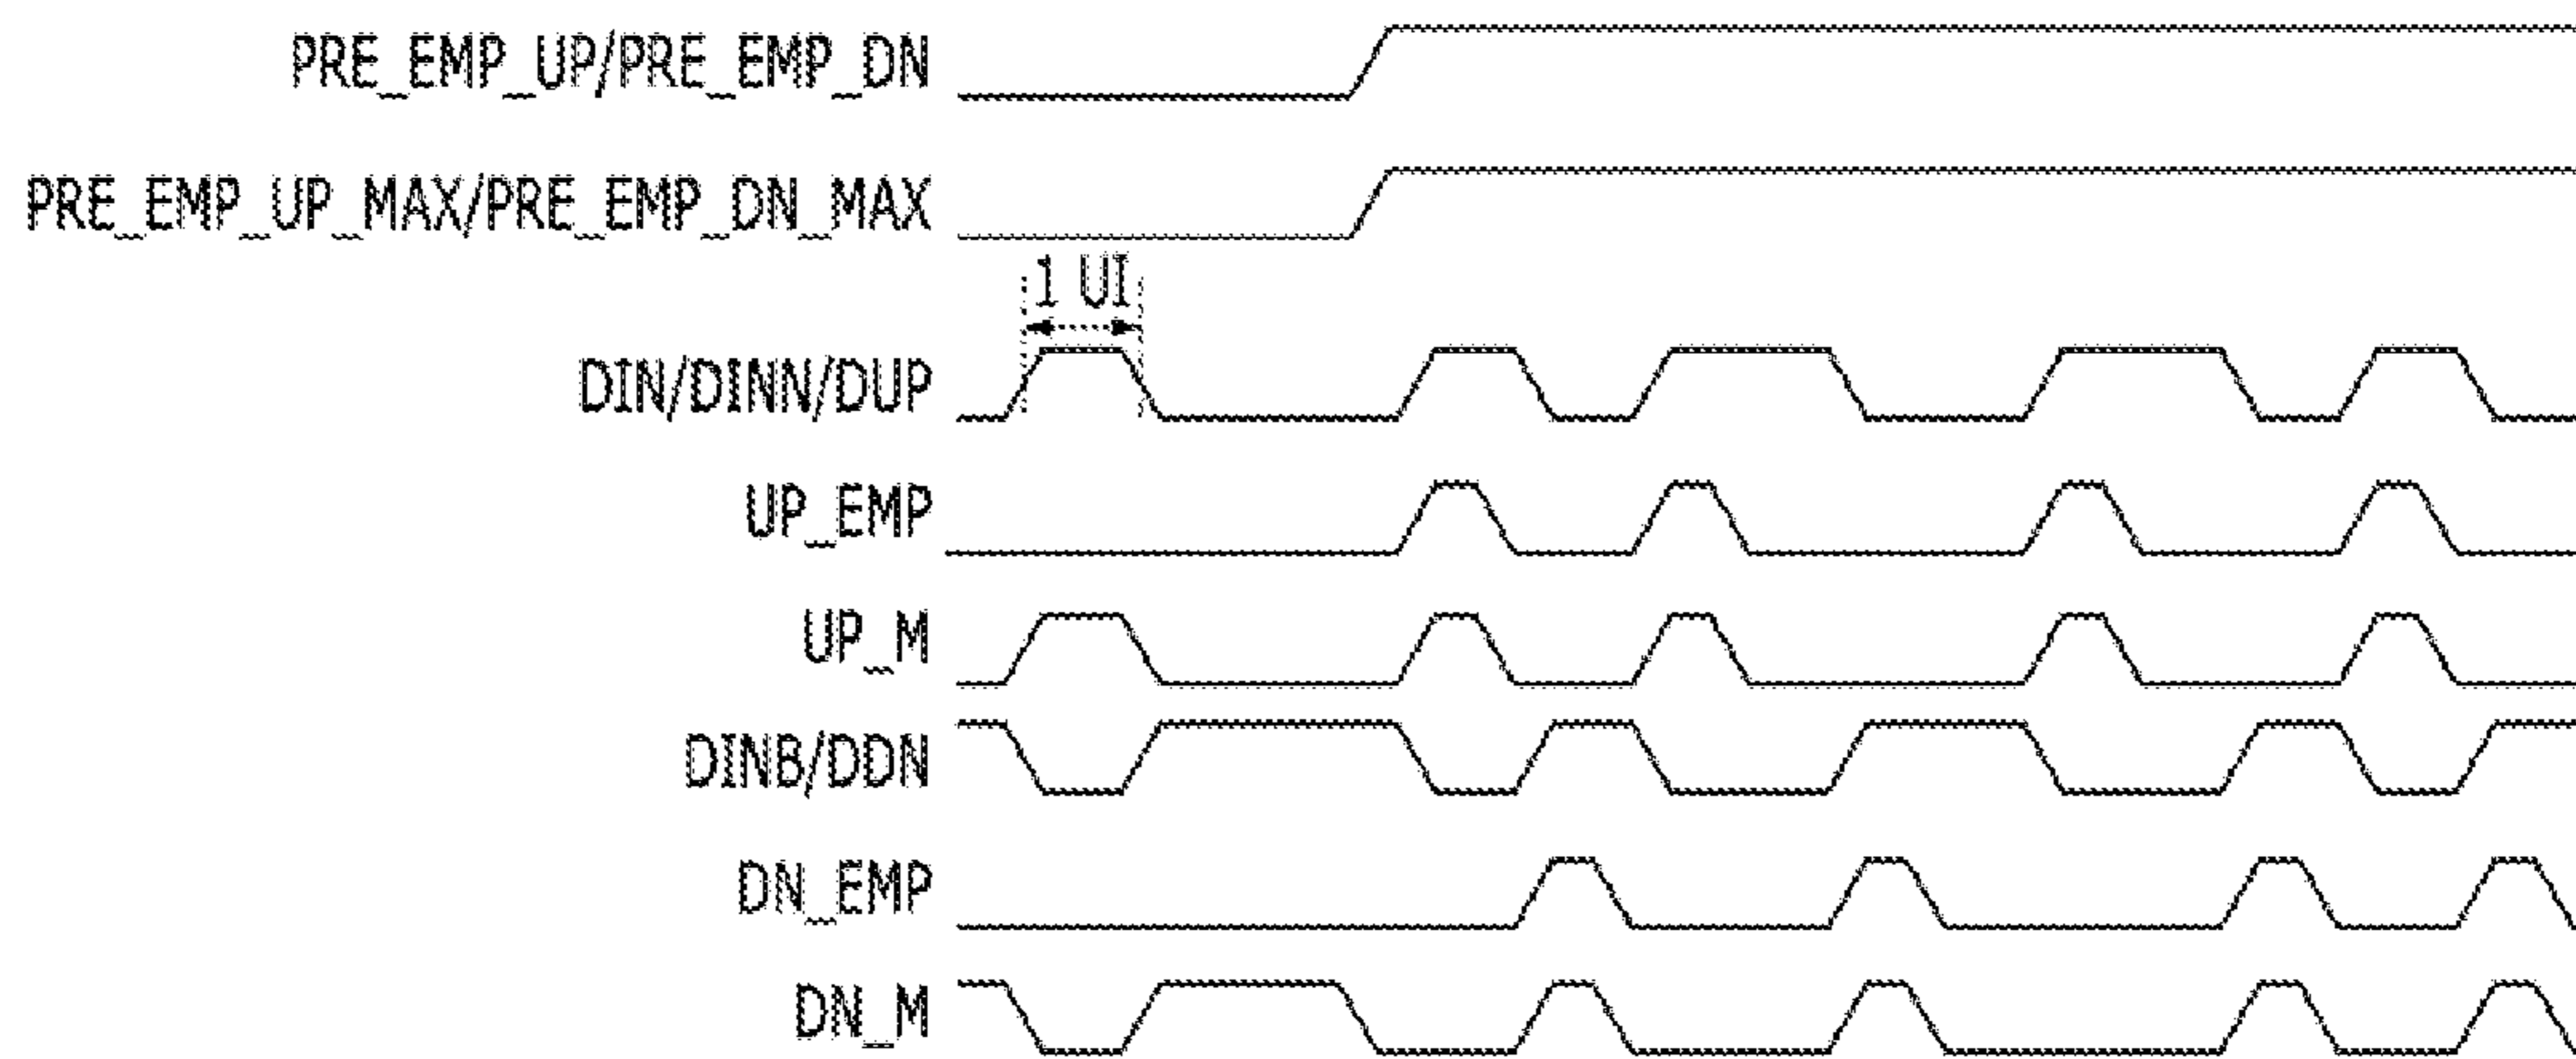 PRE_EMP_UP/PRE_EMP_DN
PRE_EMP_UP_MAX/PRE_EMP_DN_MAX
1 UI
DIN/DINN/DUP
UP_EMP
UP_M
DINB/DDN
DN_EMP
DN_M